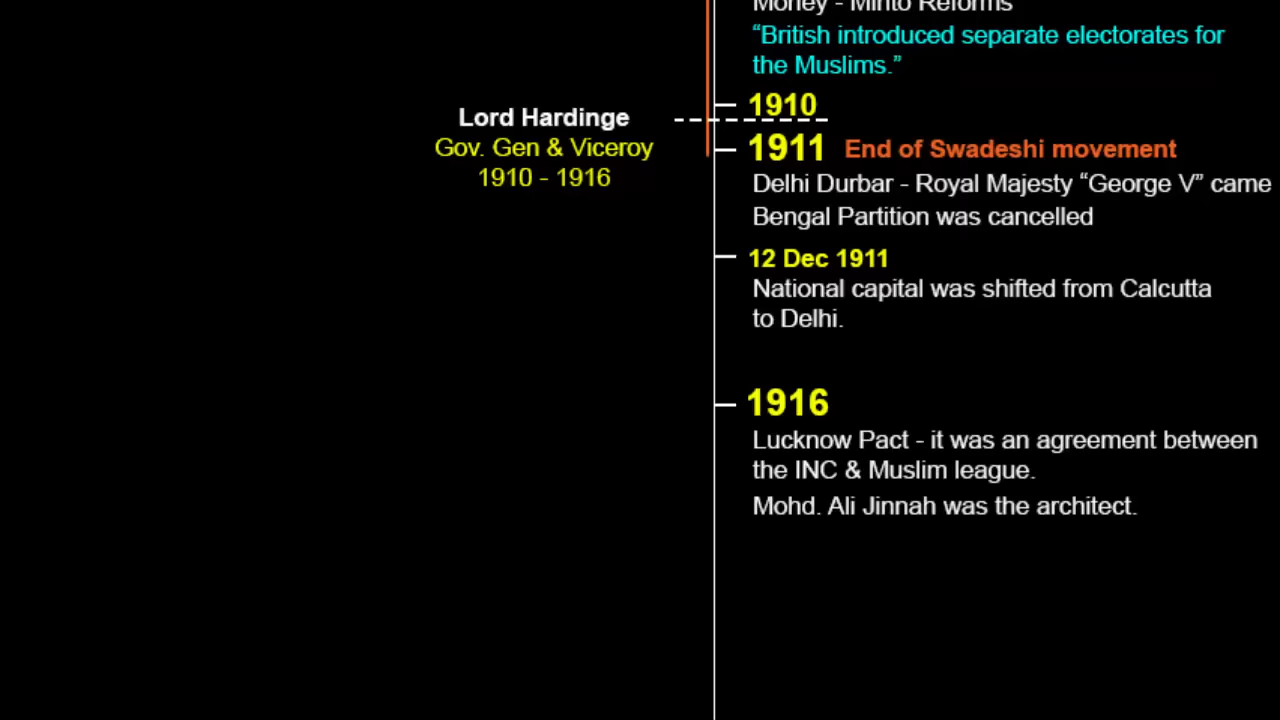 Morley - Minto Reforms
“British introduced separate electorates for
the Muslims.”
1910
Lord Hardinge
Gov. Gen & Viceroy
1910 - 1916
1911 End of Swadeshi movement
Delhi Durbar - Royal Majesty “George V” came
Bengal Partition was cancelled
12 Dec 1911
National capital was shifted from Calcutta
to Delhi.
1916
Lucknow Pact - it was an agreement between
the INC & Muslim league.
Mohd. Ali Jinnah was the architect.